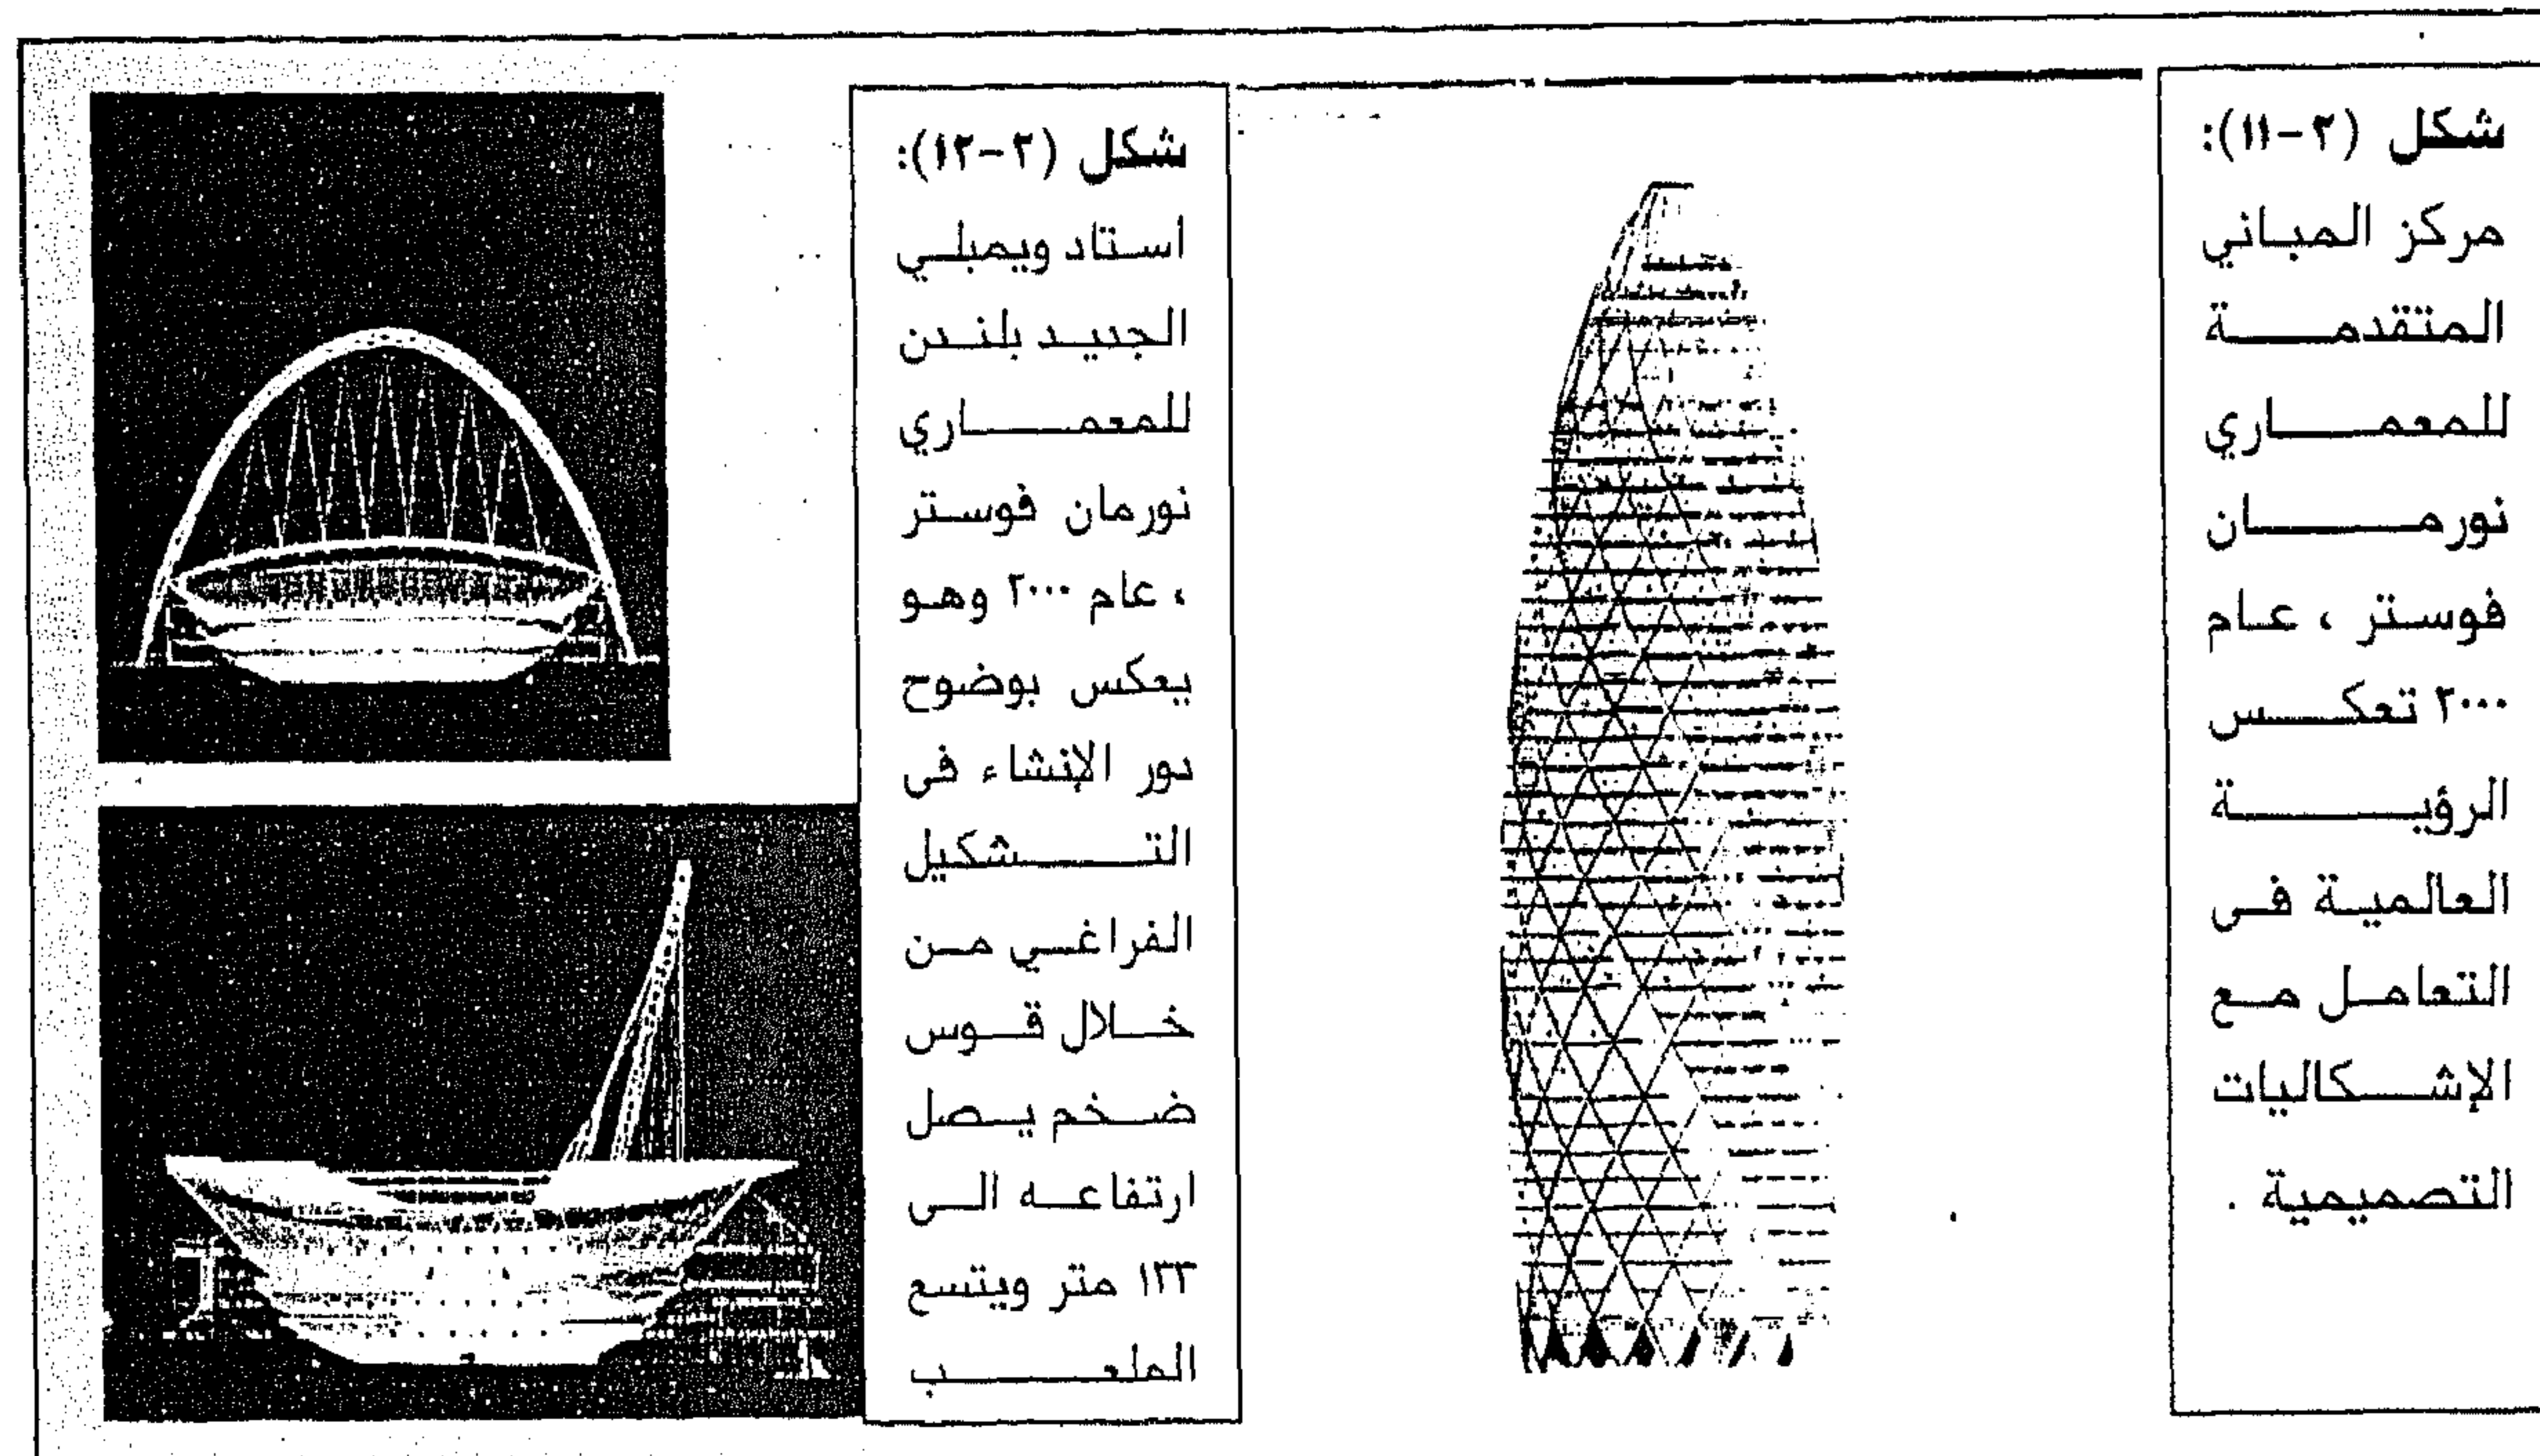 شكل (٢-١١):
مركز المباني
المتقدمة
للمعماري
نورمان
فوستر ، عام
٢٠٠٠ تعكس
الرؤية
العالمية فى
التعامل مع
الإشكاليات
التصميمية .
شكل (٢-١٢):
استاد ويمبلي
الجديد بلندن
للمعماري
نورمان فوستر
، عام ٢٠٠٠ وهو
يعكس بوضوح
دور الإنشاء فى
التشكيل
الفراغي من
خلال قوس
ضخم يصل
ارتفاعه الى
١٣٣ متر ويتسع
الملعب